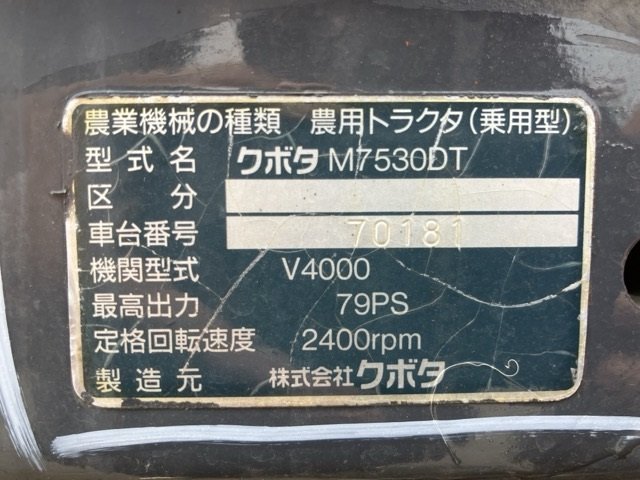 農業機械の種類 農用トラクタ(乗用型)
型式名 クボタ M7530DT
区分
車台番号 70181
機関型式 V4000
最高出力 79PS
定格回転速度 2400rpm
製造元 株式会社クボタ